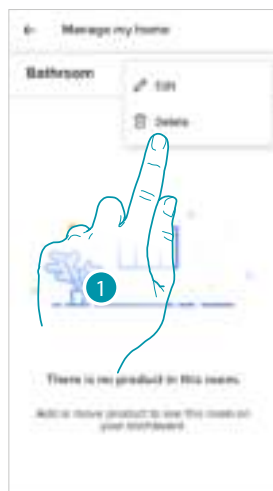 Manage my home
Bathroom
Edit
Delete
1
There is no product in this room.
Add or move product to see this room on
your dashboard